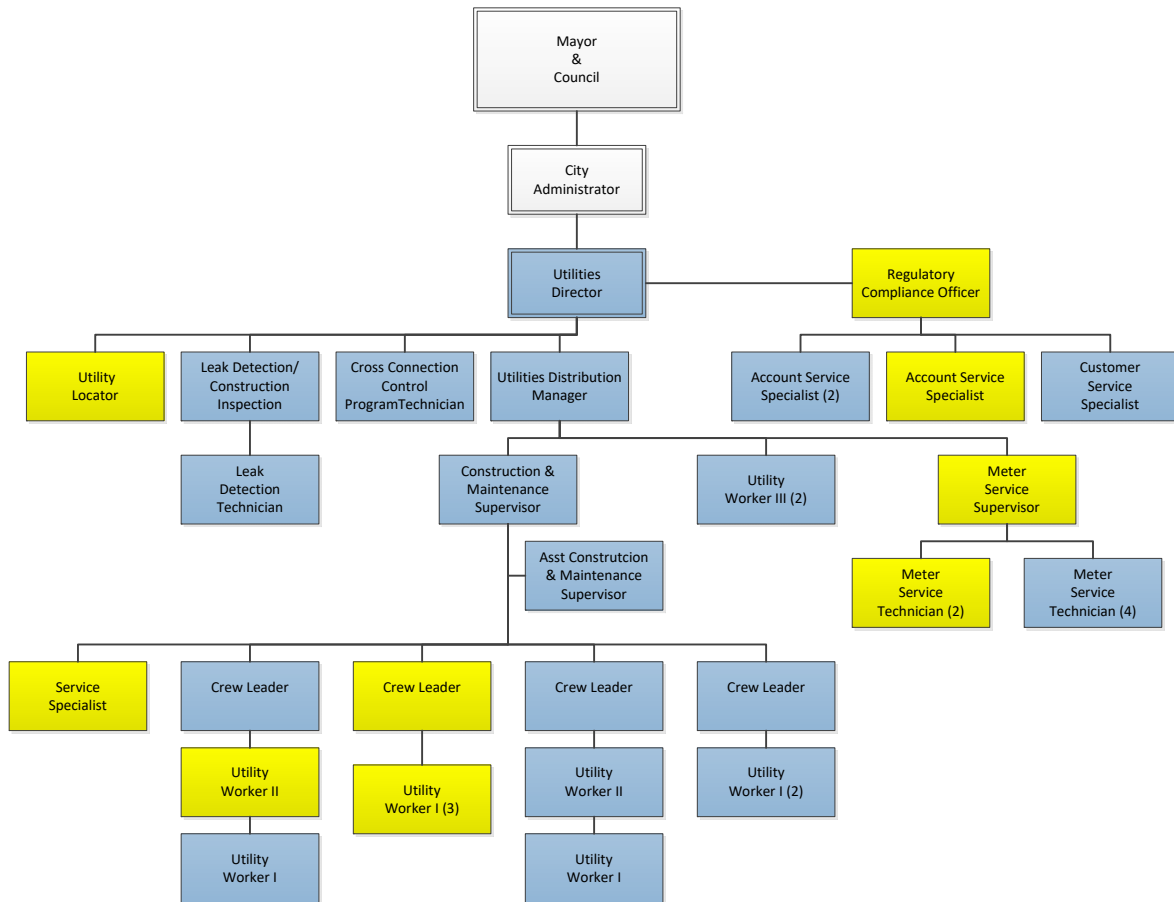 Mayor
&
Council
City
Administrator
Utilities
Director
Regulatory
Compliance Officer
Utility
Locator
Leak Detection/
Construction
Inspection
Cross Connection
Control
ProgramTechnician
Utilities Distribution
Manager
Account Service
Specialist (2)
Account Service
Specialist
Customer
Service
Specialist
Leak
Detection
Technician
Construction &
Maintenance
Supervisor
Utility
Worker III (2)
Meter
Service
Supervisor
Asst Construtcion
& Maintenance
Supervisor
Meter
Service
Technician (2)
Meter
Service
Technician (4)
Service
Specialist
Crew Leader
Crew Leader
Crew Leader
Crew Leader
Utility
Worker II
Utility
Worker I (3)
Utility
Worker II
Utility
Worker I (2)
Utility
Worker I
Utility
Worker I